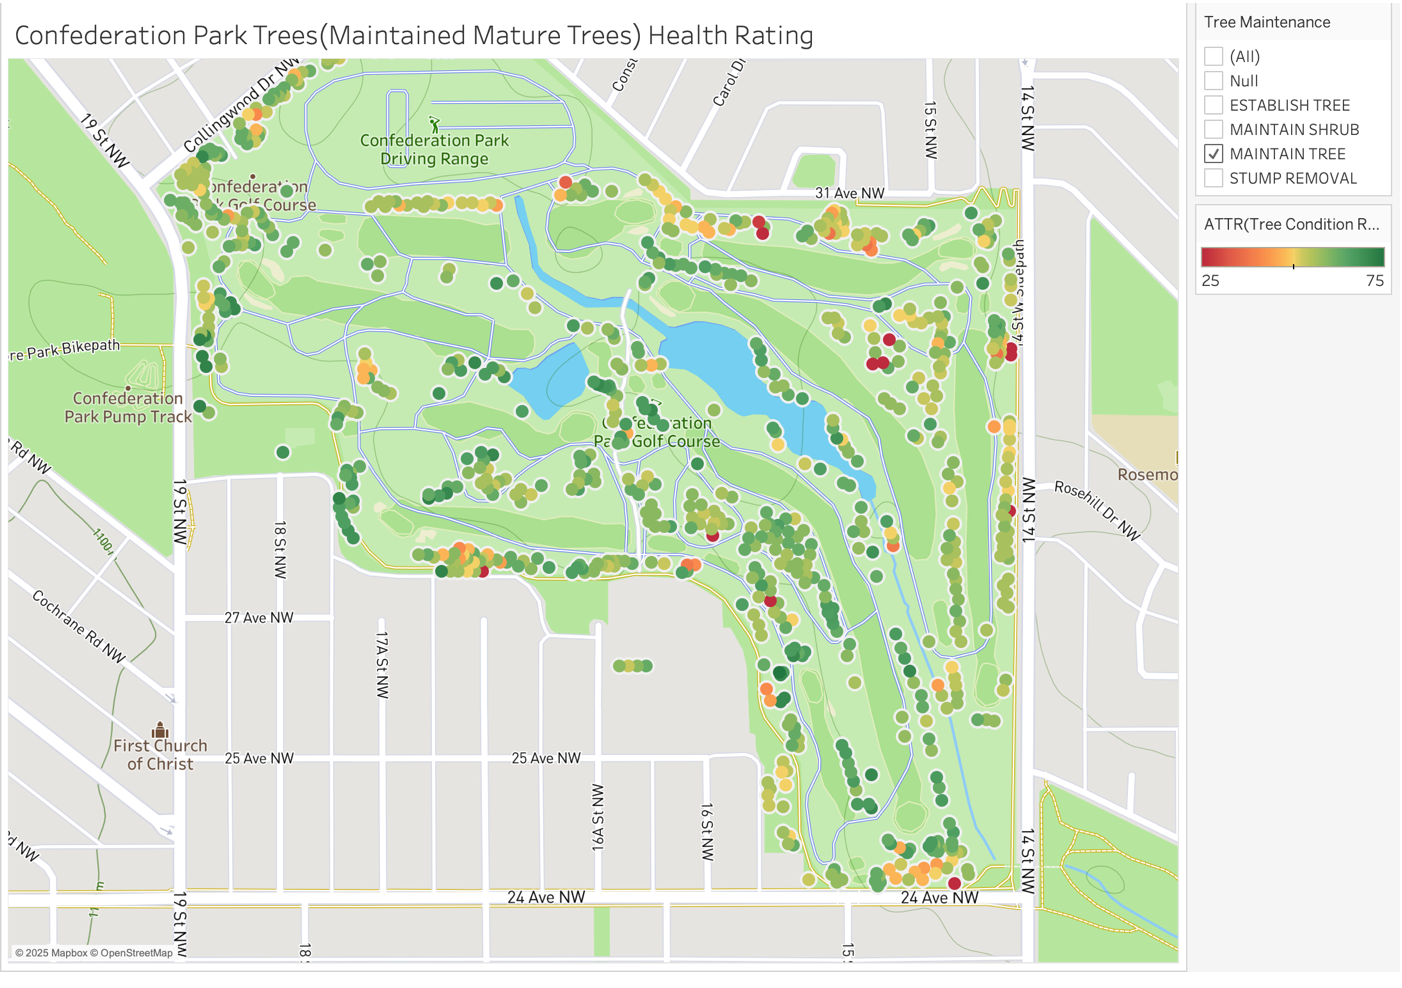 Confederation Park Trees(Maintained Mature Trees) Health Rating
Tree Maintenance
(All)
Null
ESTABLISH TREE
MAINTAIN SHRUB
MAINTAIN TREE
STUMP REMOVAL
ATTR(Tree Condition R...
25
75
Collingwood Dr NW
19 St NW
Carol Dr
15 St NW
14 St NW
Confederation Park
Driving Range
31 Ave NW
onfederation
k Golf Course
re Park Bikepath
Confederation
Park Pump Track
Golf Course
Rd NW
19 St NW
18 St NW
14 St NW
Rosemo
Rosehill Dr NW
1100
Cochrane Rd NW
27 Ave NW
17A St NW
First Church
of Christ
25 Ave NW
25 Ave NW
16A St NW
16 St NW
14 St NW
Rd NW
E
11
19 St NW
24 Ave NW
24 Ave NW
18
15
© 2025 Mapbox © OpenStreetMap